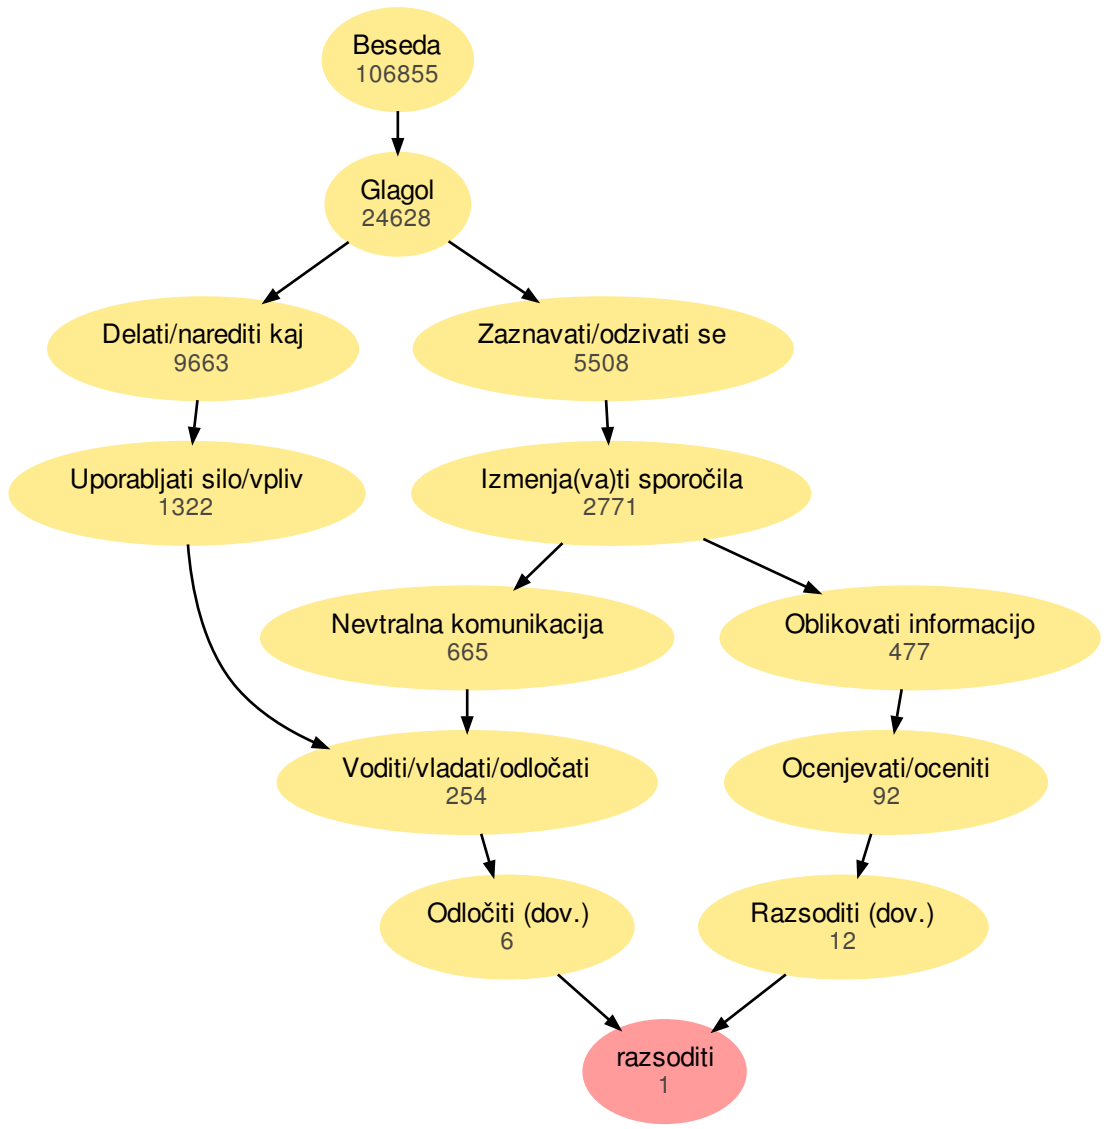 Beseda
106855
Glagol
24628
Delati/narediti kaj
9663
Zaznavati/odzivati se
5508
Uporabljati silo/vpliv
1322
Izmenja(va)ti sporočila
2771
Nevtralna komunikacija
665
Oblikovati informacijo
477
Voditi/vladati/odločati
254
Ocenjevati/oceniti
92
Odločiti (dov.)
6
Razsoditi (dov.)
12
razsoditi
1